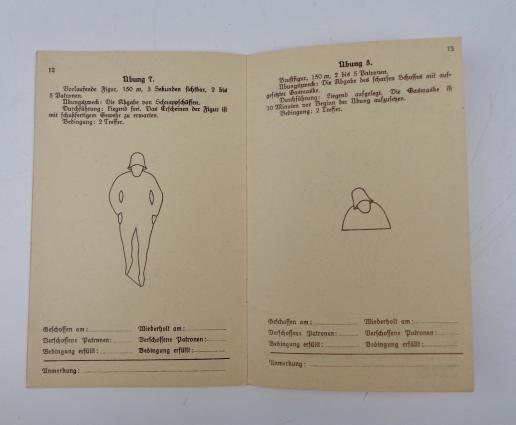 12
Übung 7.
Vorlaufende Figur, 150 m, 3 Sekunden sichtbar, 2 bis
5 Patronen.
Übungszweck: Die Abgabe von Schnappschüssen.
Durchführung: Liegend frei. Das Erscheinen der Figur ist
mit schußfertigem Gewehr zu erwarten.
Bedingung: 2 Treffer.
Geschossen am: Wiederholt am:
Verschossene Patronen: Verschossene Patronen:
Bedingung erfüllt: Bedingung erfüllt:
Anmerkung:
13
Übung 8.
Brustfigur, 150 m, 2 bis 5 Patronen.
Übungszweck: Die Abgabe des scharfen Schusses mit auf-
gesetzter Gasmaske.
Durchführung: Liegend aufgelegt. Die Gasmaske ist
10 Minuten vor Beginn der Übung aufzusetzen.
Bedingung: 2 Treffer.
Geschossen am: Wiederholt am:
Verschossene Patronen: Verschossene Patronen:
Bedingung erfüllt: Bedingung erfüllt:
Anmerkung: